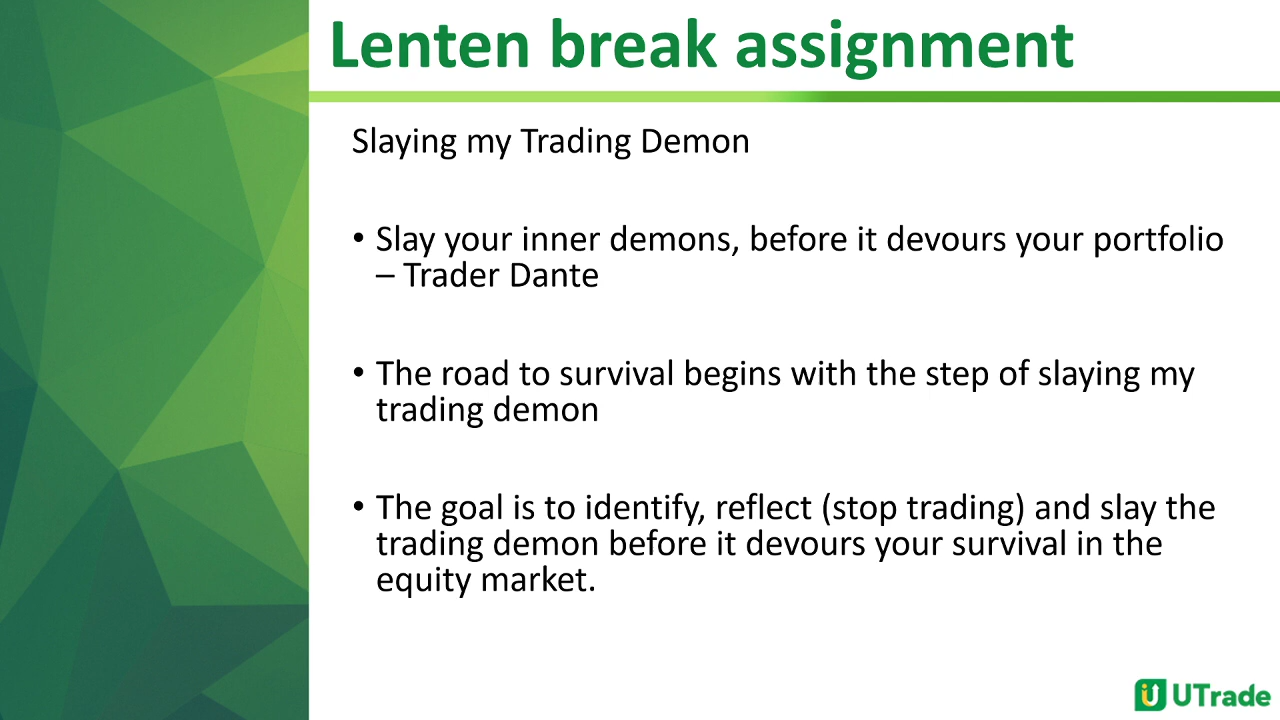 Lenten break assignment
Slaying my Trading Demon
• Slay your inner demons, before it devours your portfolio
– Trader Dante
• The road to survival begins with the step of slaying my
trading demon
• The goal is to identify, reflect (stop trading) and slay the
trading demon before it devours your survival in the
equity market.
UTrade